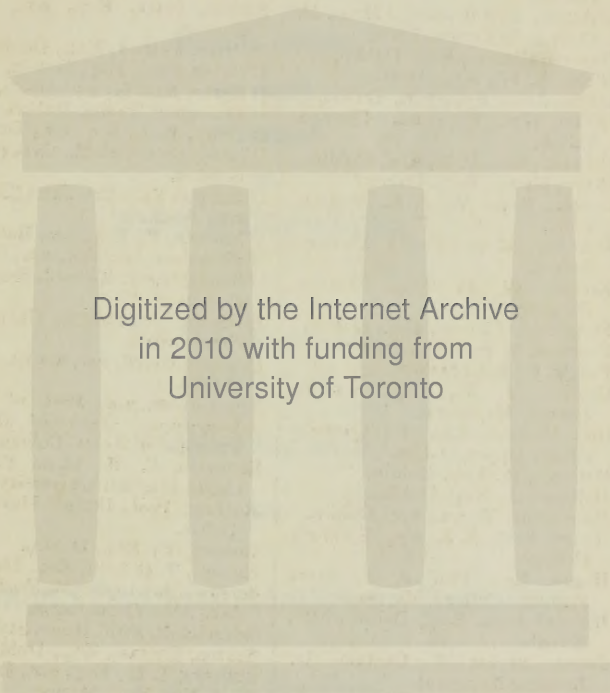 Digitized by the Internet Archive
in 2010 with funding from
University of Toronto